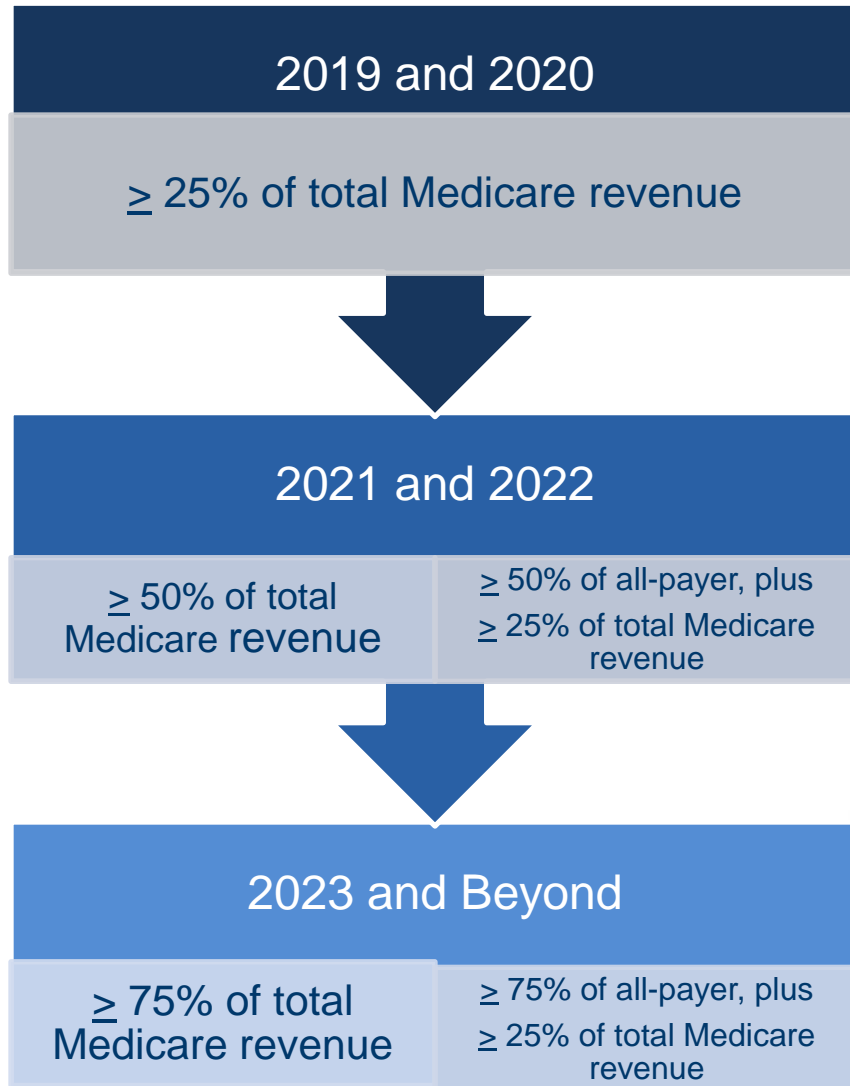 2019 and 2020
≥ 25% of total Medicare revenue
2021 and 2022
≥ 50% of total
Medicare revenue
≥ 50% of all-payer, plus
≥ 25% of total Medicare
revenue
2023 and Beyond
≥ 75% of total
Medicare revenue
≥ 75% of all-payer, plus
≥ 25% of total Medicare
revenue